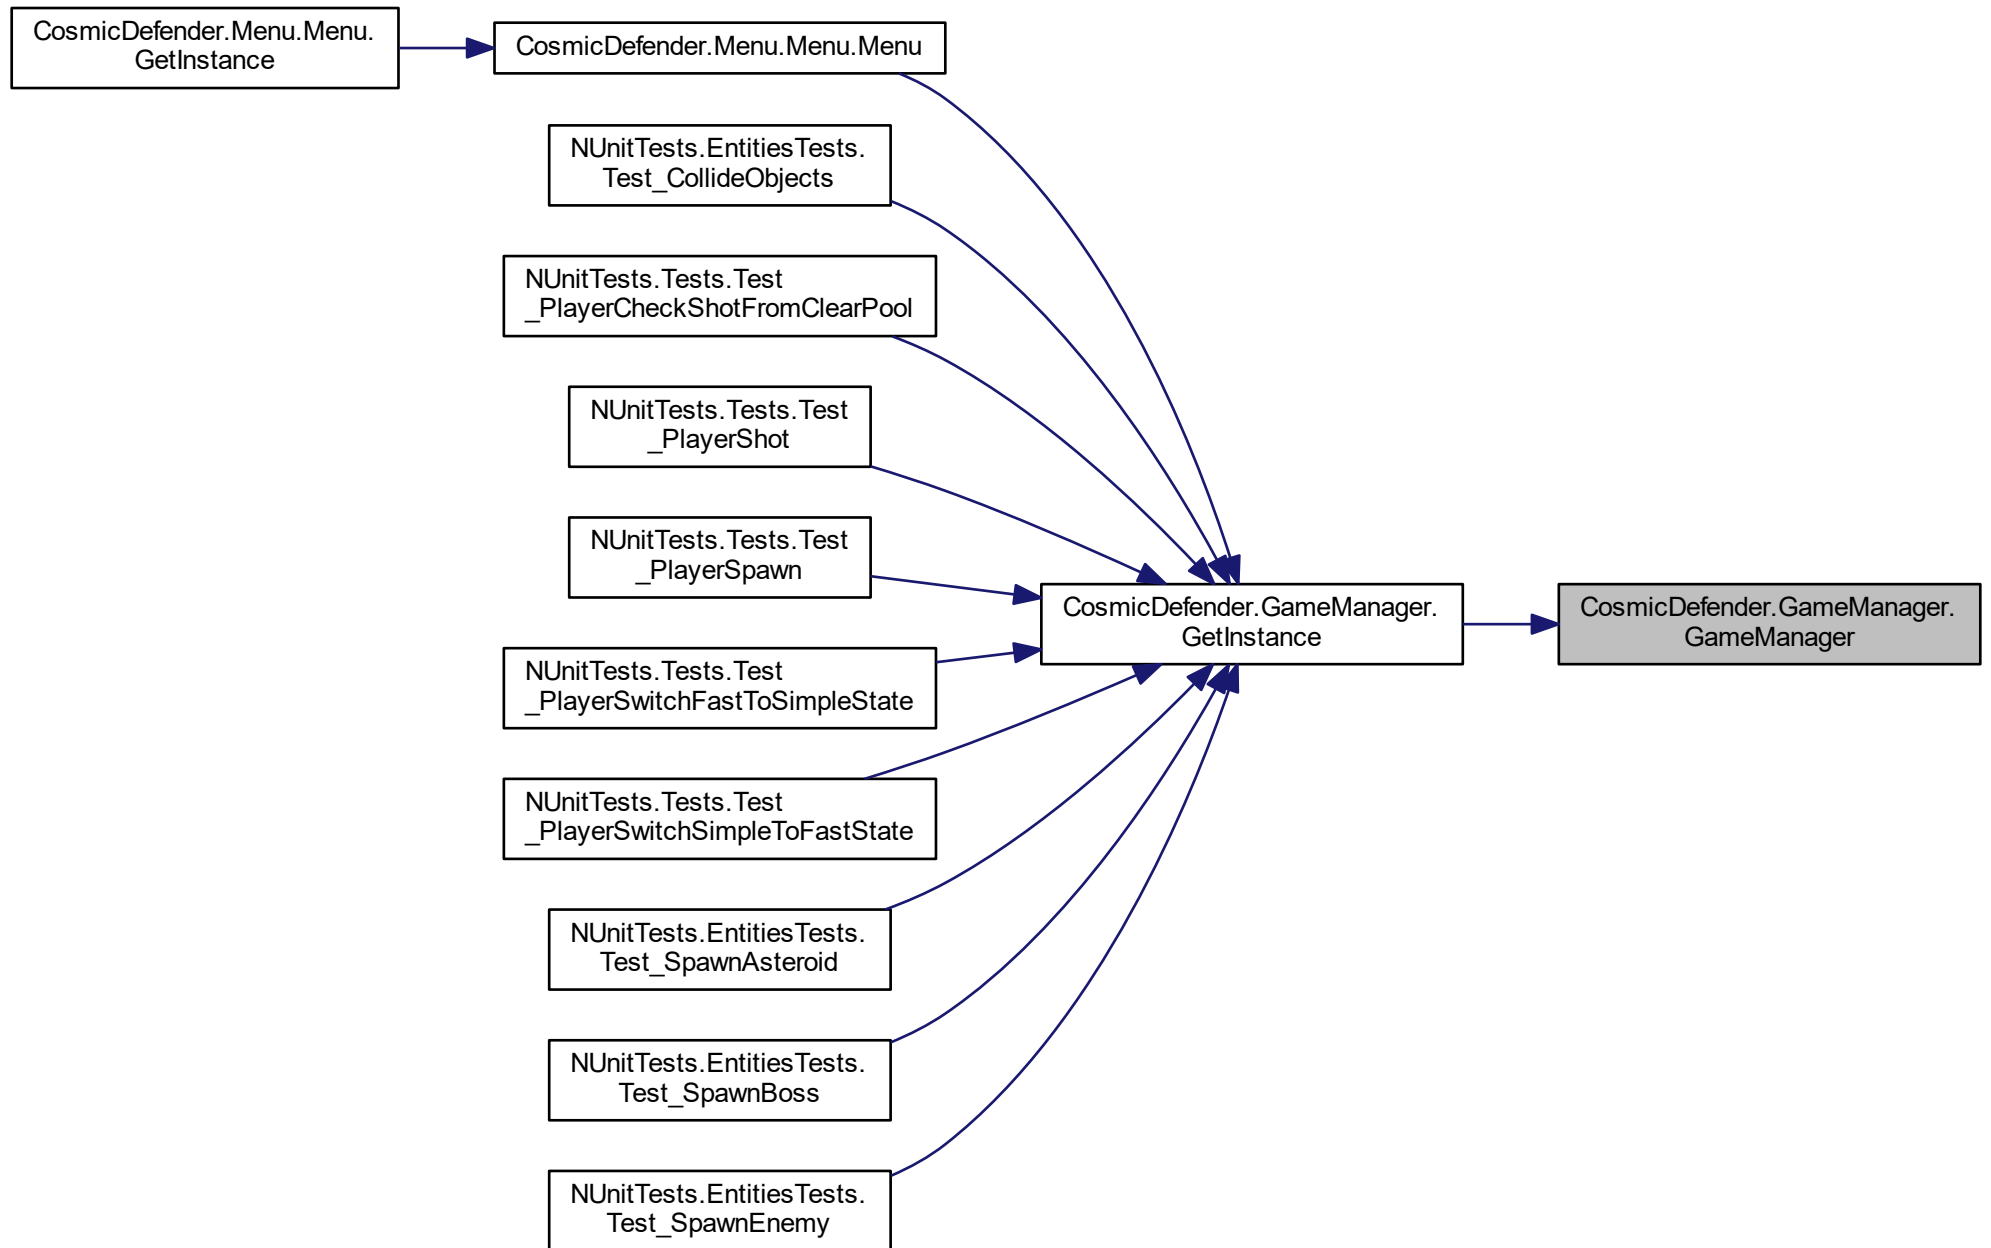 CosmicDefender.Menu.Menu.
GetInstance
CosmicDefender.Menu.Menu.Menu
NUnitTests.EntitiesTests.
Test_CollideObjects
NUnitTests.Tests.Test
_PlayerCheckShotFromClearPool
NUnitTests.Tests.Test
_PlayerShot
NUnitTests.Tests.Test
_PlayerSpawn
NUnitTests.Tests.Test
_PlayerSwitchFastToSimpleState
NUnitTests.Tests.Test
_PlayerSwitchSimpleToFastState
NUnitTests.EntitiesTests.
Test_SpawnAsteroid
NUnitTests.EntitiesTests.
Test_SpawnBoss
NUnitTests.EntitiesTests.
Test_SpawnEnemy
CosmicDefender.GameManager.
GetInstance
CosmicDefender.GameManager.
GameManager